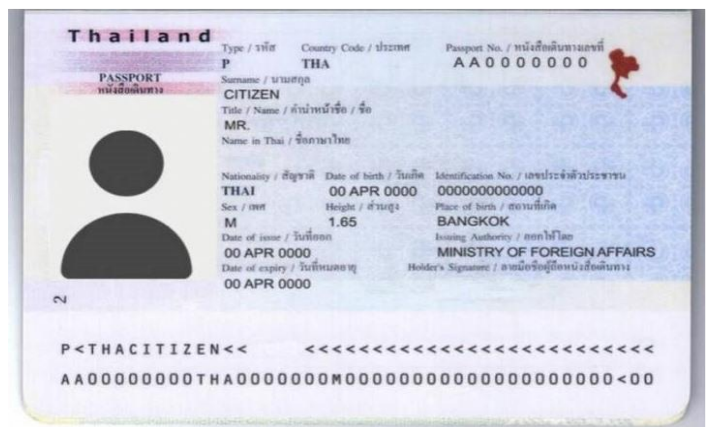 Thailand
PASSPORT
หนังสือเดินทาง
Type / รหัส Country Code / ประเทศ Passport No. / หนังสือเดินทางเลขที่
P THA AA0000000
Surname / นามสกุล
CITIZEN
Title / Name / คำนำหน้าชื่อ / ชื่อ
MR.
Name in Thai / ชื่อภาษาไทย
Nationality / สัญชาติ Date of birth / วันเกิด Identification No. / เลขประจำตัวประชาชน
THAI 00 APR 0000 0000000000000
Sex / เพศ Height / ส่วนสูง Place of birth / สถานที่เกิด
M 1.65 BANGKOK
Date of issue / วันที่ออก Issuing Authority / ออกให้โดย
00 APR 0000 MINISTRY OF FOREIGN AFFAIRS
Date of expiry / วันที่หมดอายุ Holder's Signature / ลายมือชื่อผู้ถือหนังสือเดินทาง
00 APR 0000
2
P<THACITIZEN<< <<<<<<<<<<<<<<<<<<<<<<<<<<
AA00000000THA0000000M0000000000000000000000<00